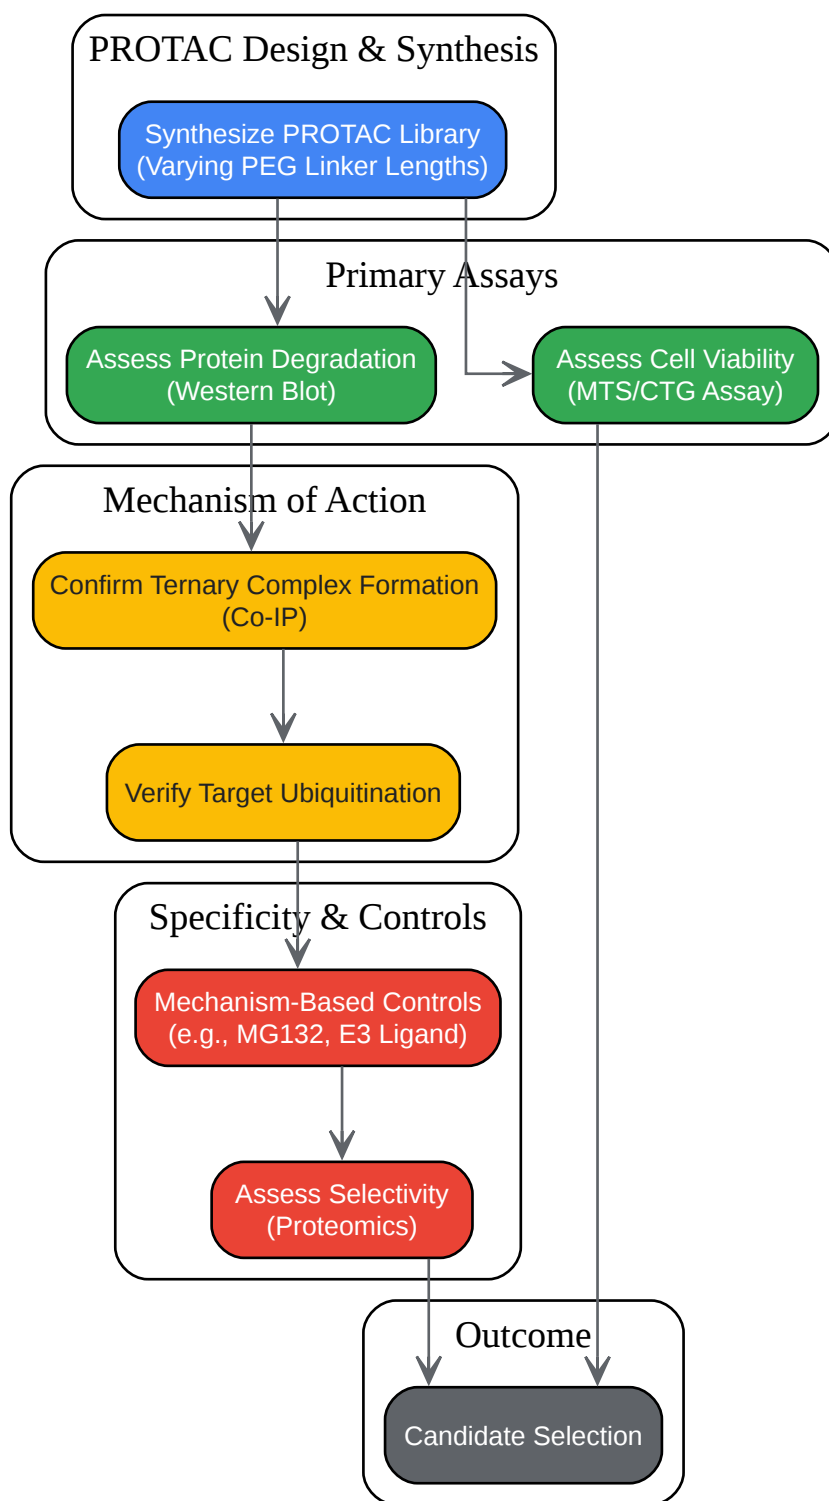 PROTAC Design & Synthesis
Synthesize PROTAC Library
(Varying PEG Linker Lengths)
Primary Assays
Assess Protein Degradation
(Western Blot)
Assess Cell Viability
(MTS/CTG Assay)
Mechanism of Action
Confirm Ternary Complex Formation
(Co-IP)
Verify Target Ubiquitination
Specificity & Controls
Mechanism-Based Controls
(e.g., MG132, E3 Ligand)
Assess Selectivity
(Proteomics)
Outcome
Candidate Selection